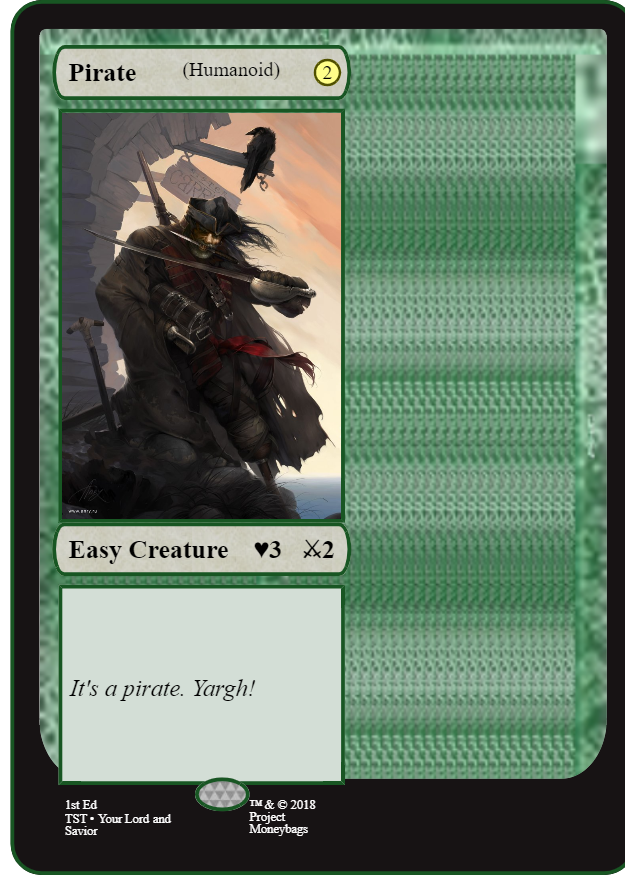 Pirate (Humanoid) 2
Easy Creature ♥3 ⚔2
It's a pirate. Yargh!
1st Ed
TST • Your Lord and
Savior
™ & © 2018
Project
Moneybags